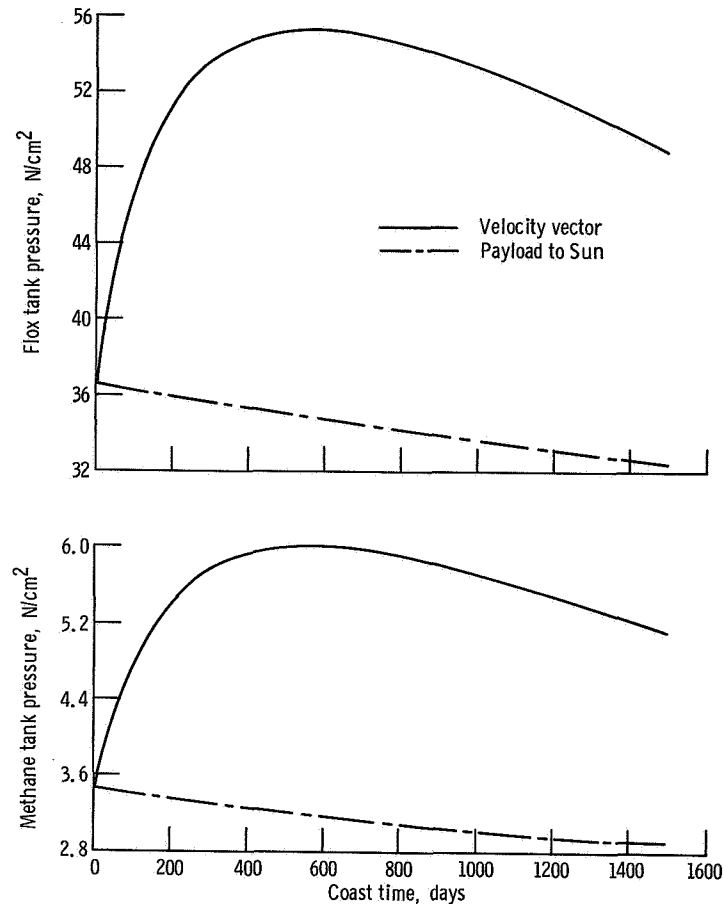 56
52
48
44
40
36
32
Flox tank pressure, N/cm²
Velocity vector
Payload to Sun
6.0
5.2
4.4
3.6
2.8
Methane tank pressure, N/cm²
0 200 400 600 800 1000 1200 1400 1600
Coast time, days